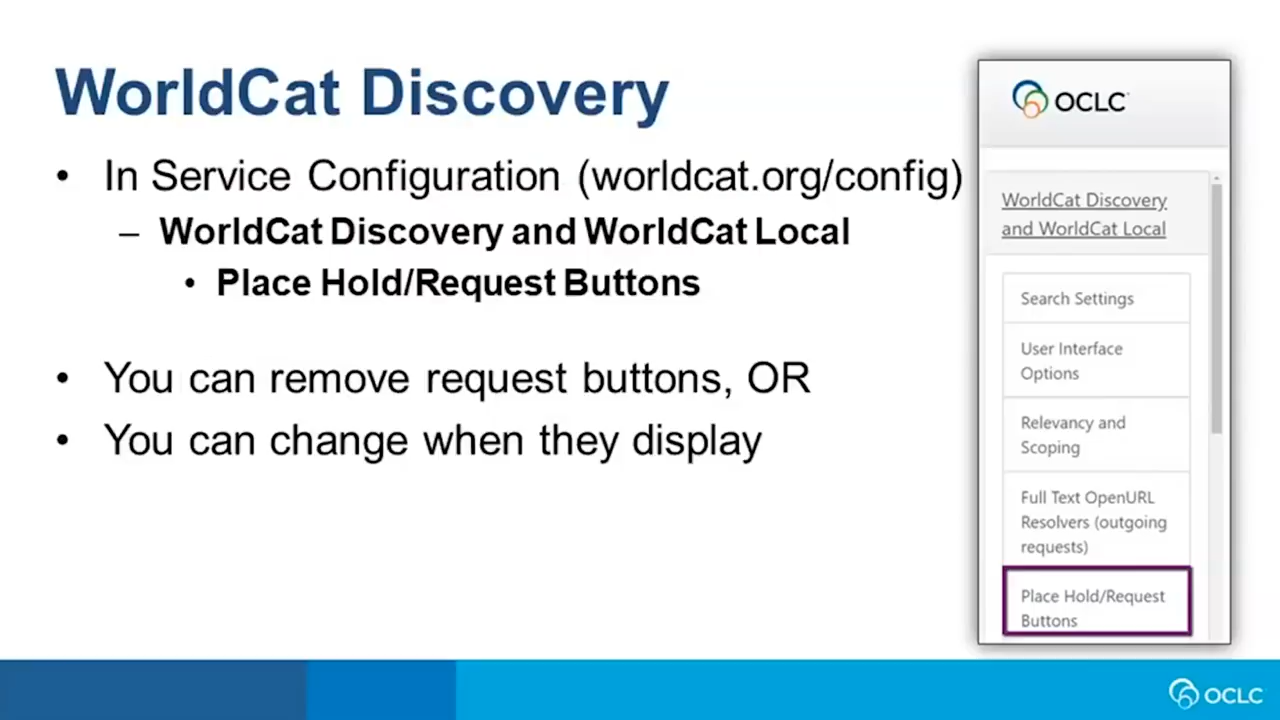 WorldCat Discovery
• In Service Configuration (worldcat.org/config)
– WorldCat Discovery and WorldCat Local
• Place Hold/Request Buttons
• You can remove request buttons, OR
• You can change when they display
OCLC
WorldCat Discovery
and WorldCat Local
Search Settings
User Interface
Options
Relevancy and
Scoping
Full Text OpenURL
Resolvers (outgoing
requests)
Place Hold/Request
Buttons
OCLC